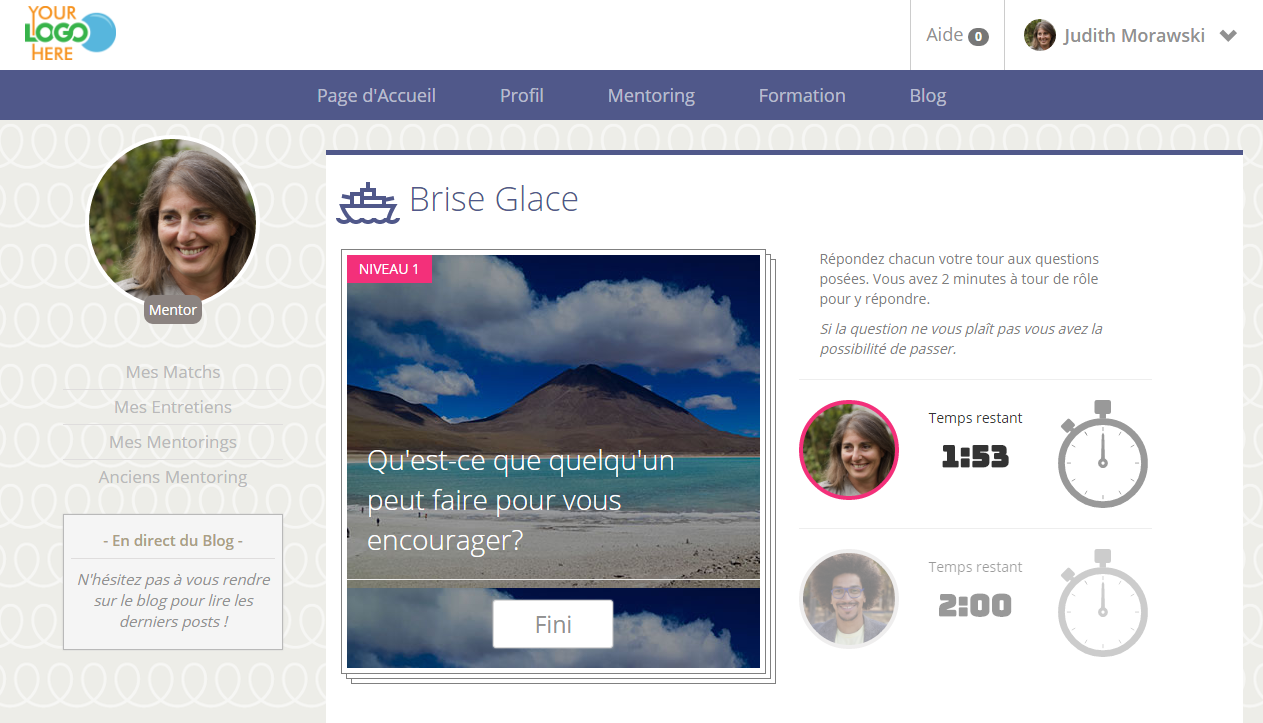 YOUR
LOGO
HERE
Aide 0
Judith Morawski
Page d'Accueil
Profil
Mentoring
Formation
Blog
Mentor
Mes Matchs
Mes Entretiens
Mes Mentorings
Anciens Mentoring
- En direct du Blog -
N'hésitez pas à vous rendre
sur le blog pour lire les
derniers posts !
Brise Glace
NIVEAU 1
Qu'est-ce que quelqu'un
peut faire pour vous
encourager?
Fini
Répondez chacun votre tour aux questions
posées. Vous avez 2 minutes à tour de rôle
pour y répondre.
Si la question ne vous plaît pas vous avez la
possibilité de passer.
Temps restant
1:53
Temps restant
2:00